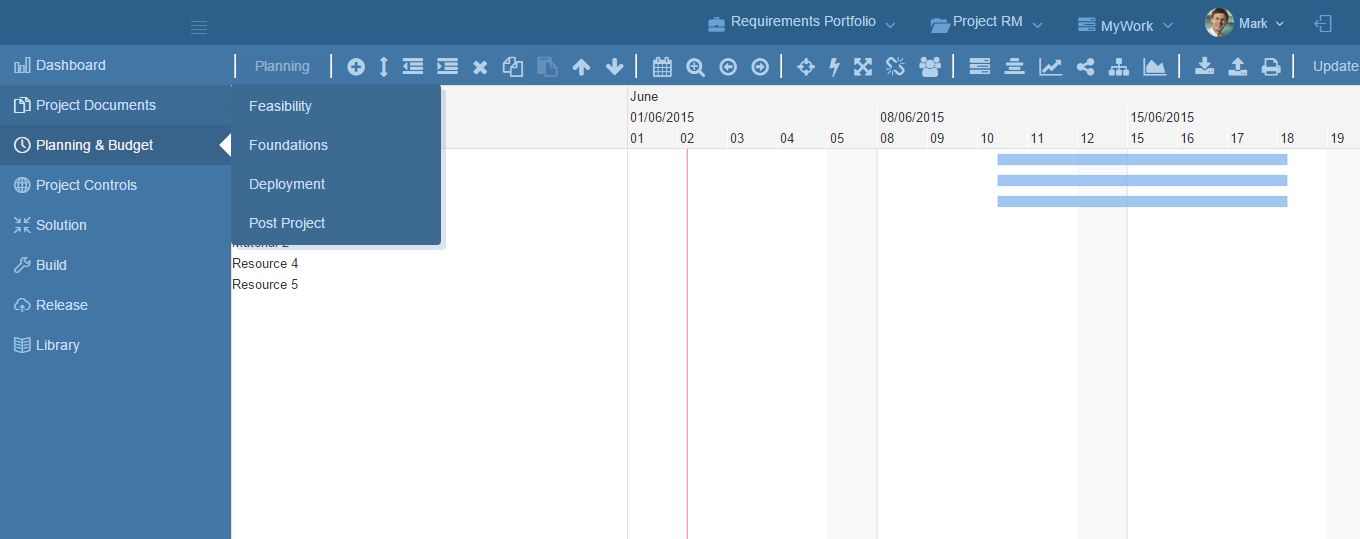 Requirements Portfolio
Project RM
MyWork
Mark
Dashboard
Project Documents
Planning & Budget
Project Controls
Solution
Build
Release
Library
Planning
Update
Feasibility
Foundations
Deployment
Post Project
Resource 4
Resource 5
June
01/06/2015 08/06/2015 15/06/2015
01 02 03 04 05 08 09 10 11 12 15 16 17 18 19